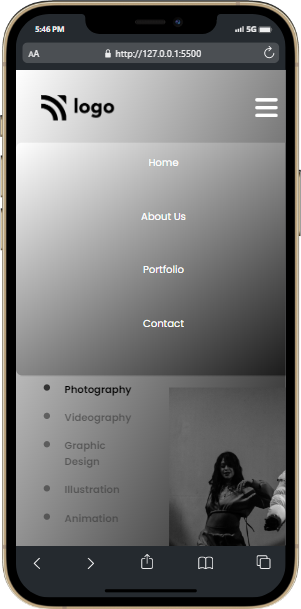 5:46 PM
5G
AA
http://127.0.0.1:5500
logo
Home
About Us
Portfolio
Contact
Photography
Videography
Graphic
Design
Illustration
Animation